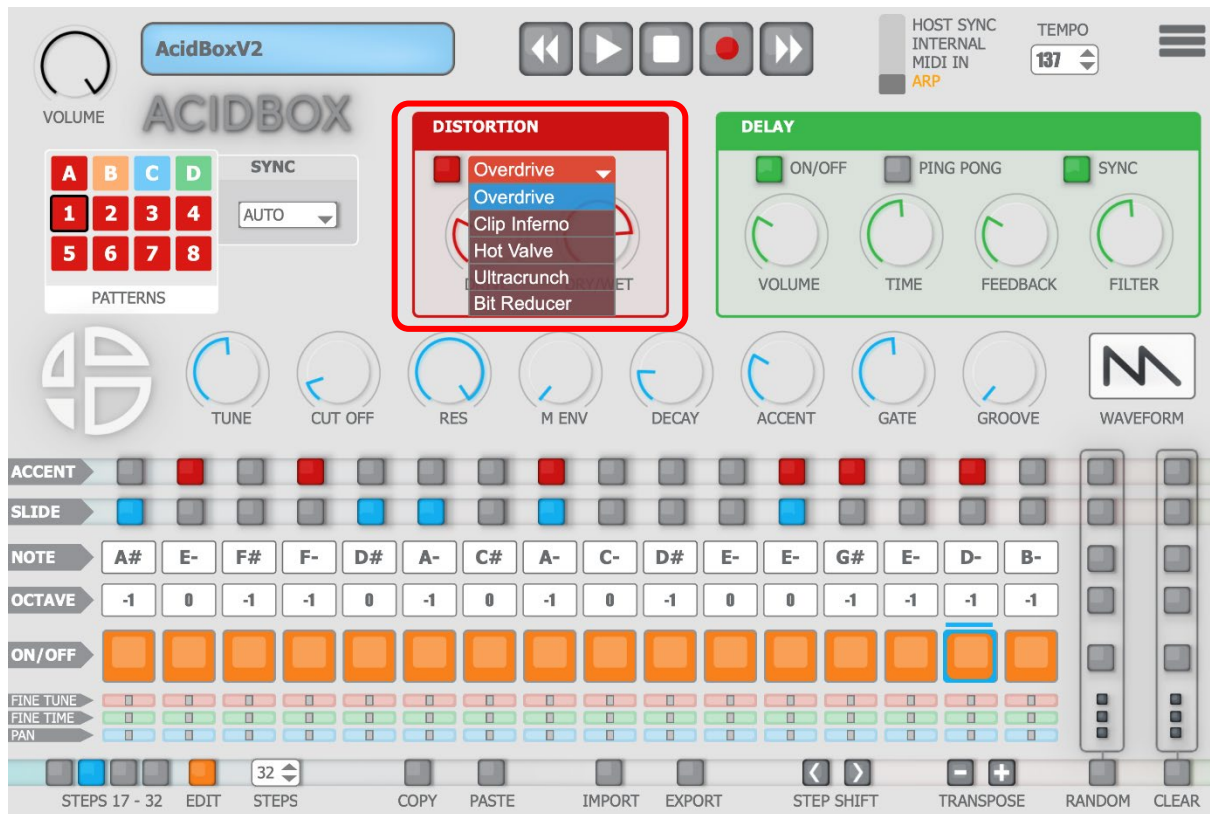 AcidBoxV2
HOST SYNC
INTERNAL
MIDI IN
ARP
TEMPO
137
VOLUME
ACIDBOX
DISTORTION
DELAY
A B C D
1 2 3 4
5 6 7 8
PATTERNS
SYNC
AUTO
Overdrive
Overdrive
Clip Inferno
Hot Valve
Ultracrunch
Bit Reducer
ON/OFF PING PONG SYNC
VOLUME TIME FEEDBACK FILTER
TUNE CUT OFF RES M ENV DECAY ACCENT GATE GROOVE WAVEFORM
ACCENT
SLIDE
NOTE A# E- F# F- D# A- C# A- C- D# E- E- G# E- D- B-
OCTAVE -1 0 -1 -1 0 -1 0 -1 0 -1 0 0 -1 -1 -1 -1
ON/OFF
FINE TUNE
FINE TIME
PAN
32
STEPS 17 - 32 EDIT STEPS COPY PASTE IMPORT EXPORT STEP SHIFT TRANSPOSE RANDOM CLEAR